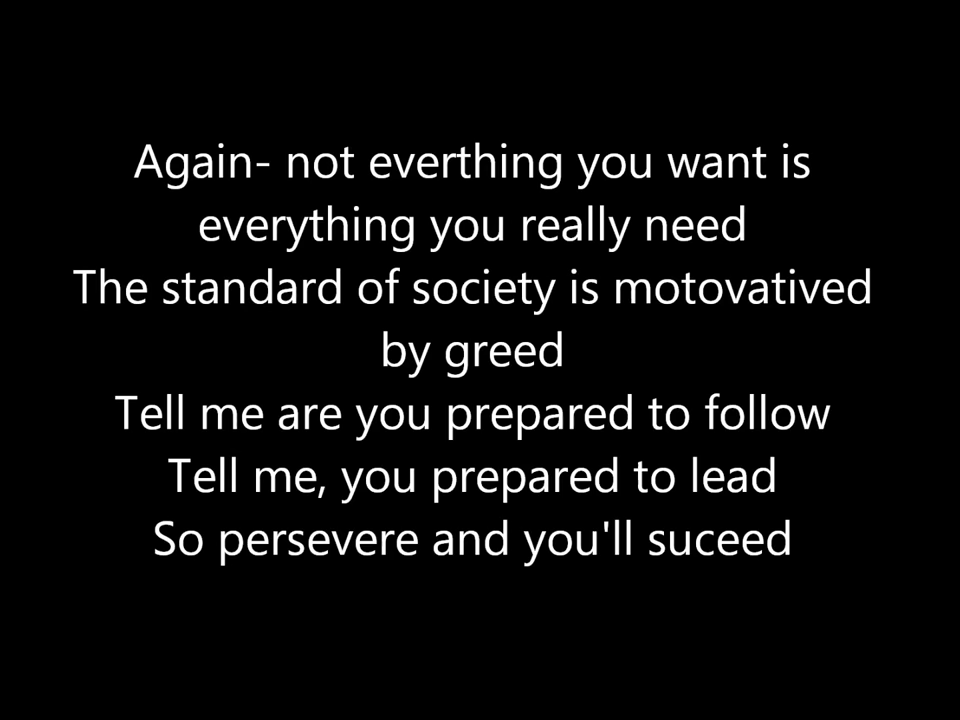 Again- not everthing you want is
everything you really need
The standard of society is motovatived
by greed
Tell me are you prepared to follow
Tell me, you prepared to lead
So persevere and you'll suceed